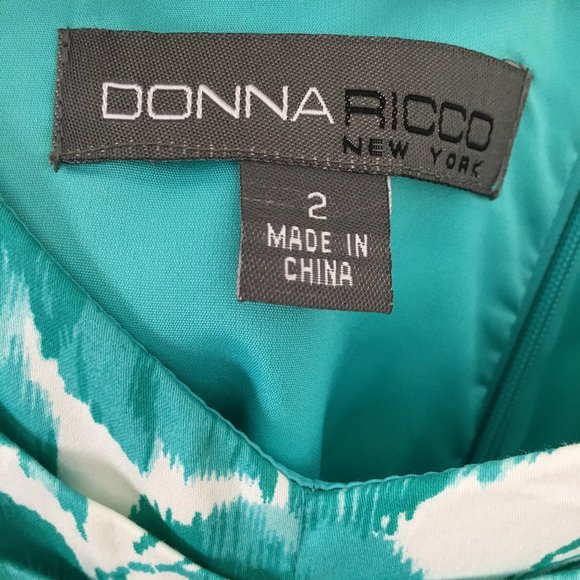 DONNA RICCO
NEW YORK
2
MADE IN
CHINA